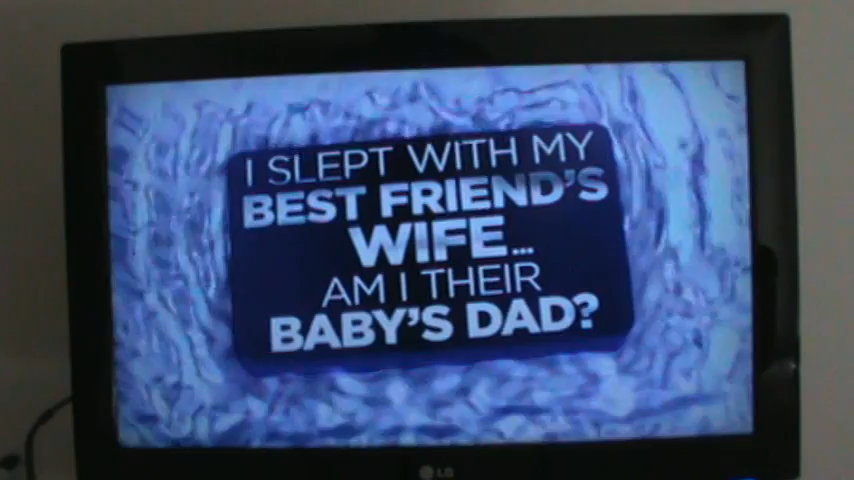 I SLEPT WITH MY
BEST FRIEND'S
WIFE...
AM I THEIR
BABY'S DAD?
LG